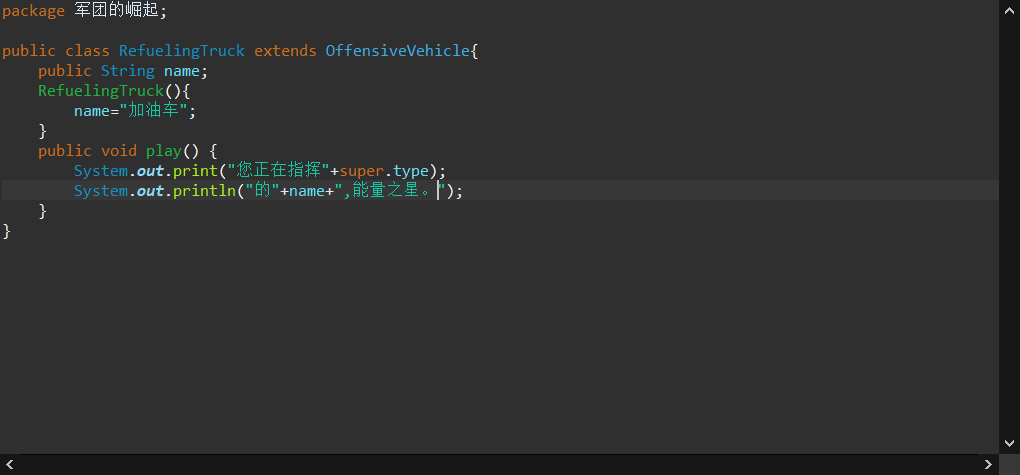 package 军团的崛起;
public class RefuelingTruck extends OffensiveVehicle{
public String name;
RefuelingTruck(){
name="加油车";
}
public void play() {
System.out.print("您正在指挥"+super.type);
System.out.println("的"+name+",能量之星。");
}
}